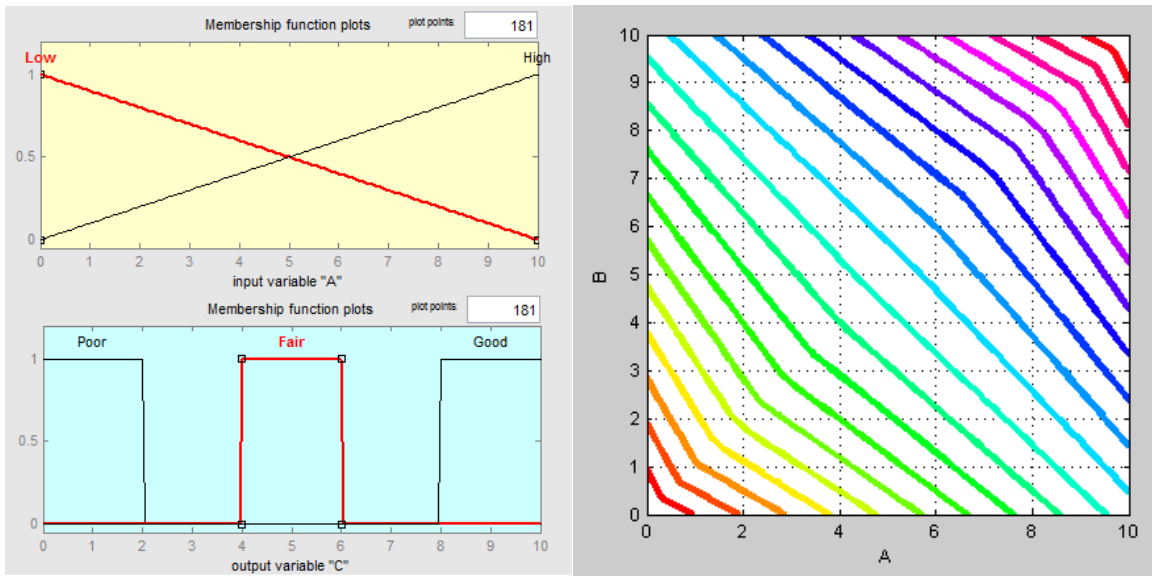 Membership function plots plot points: 181
Low High
1
0.5
0
0 1 2 3 4 5 6 7 8 9 10
input variable "A"
Membership function plots plot points: 181
Poor Fair Good
1
0.5
0
0 1 2 3 4 5 6 7 8 9 10
output variable "C"
10
9
8
7
6
5
4
3
2
1
0
B
0 2 4 6 8 10
A